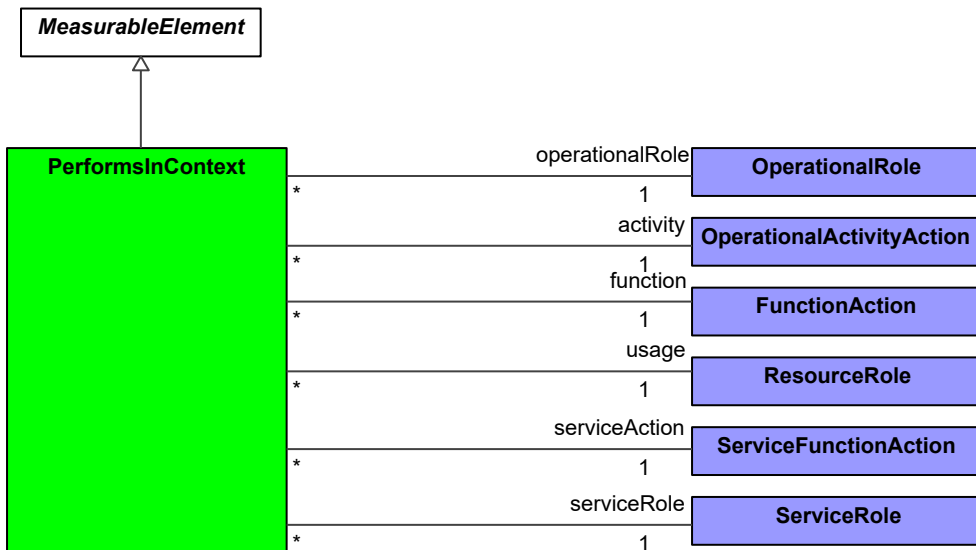 MeasurableElement
PerformsInContext
operationalRole
OperationalRole
*
1
activity
OperationalActivityAction
*
1
function
FunctionAction
*
1
usage
ResourceRole
*
1
serviceAction
ServiceFunctionAction
*
1
serviceRole
ServiceRole
*
1